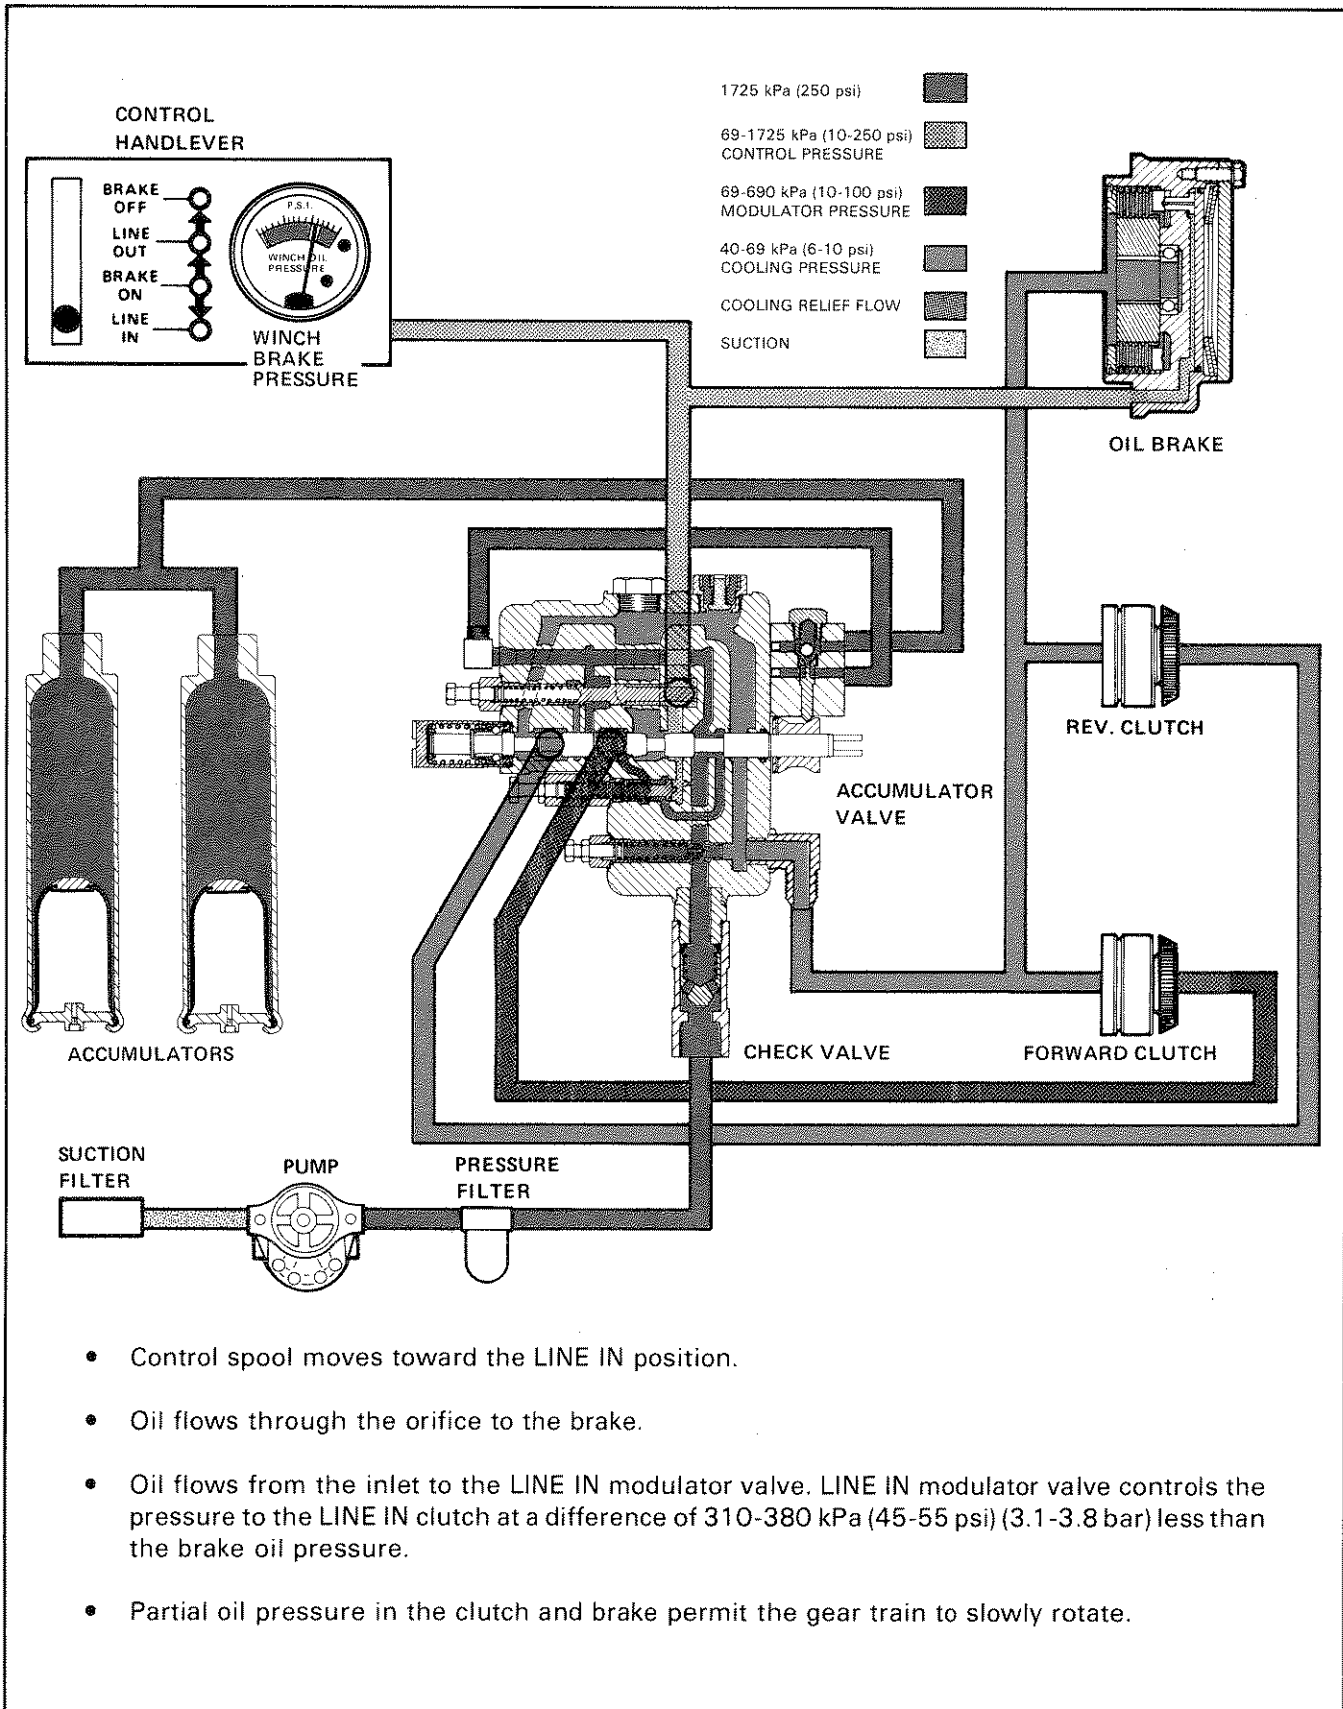 CONTROL
HANDLEVER
BRAKE
OFF
LINE
OUT
BRAKE
ON
LINE
IN
P.S.I.
WINCH OIL
PRESSURE
WINCH
BRAKE
PRESSURE
1725 kPa (250 psi)
69-1725 kPa (10-250 psi)
CONTROL PRESSURE
69-690 kPa (10-100 psi)
MODULATOR PRESSURE
40-69 kPa (6-10 psi)
COOLING PRESSURE
COOLING RELIEF FLOW
SUCTION
OIL BRAKE
REV. CLUTCH
ACCUMULATOR
VALVE
ACCUMULATORS
CHECK VALVE
FORWARD CLUTCH
SUCTION
FILTER
PUMP
PRESSURE
FILTER
• Control spool moves toward the LINE IN position.
• Oil flows through the orifice to the brake.
• Oil flows from the inlet to the LINE IN modulator valve. LINE IN modulator valve controls the
pressure to the LINE IN clutch at a difference of 310-380 kPa (45-55 psi) (3.1-3.8 bar) less than
the brake oil pressure.
• Partial oil pressure in the clutch and brake permit the gear train to slowly rotate.